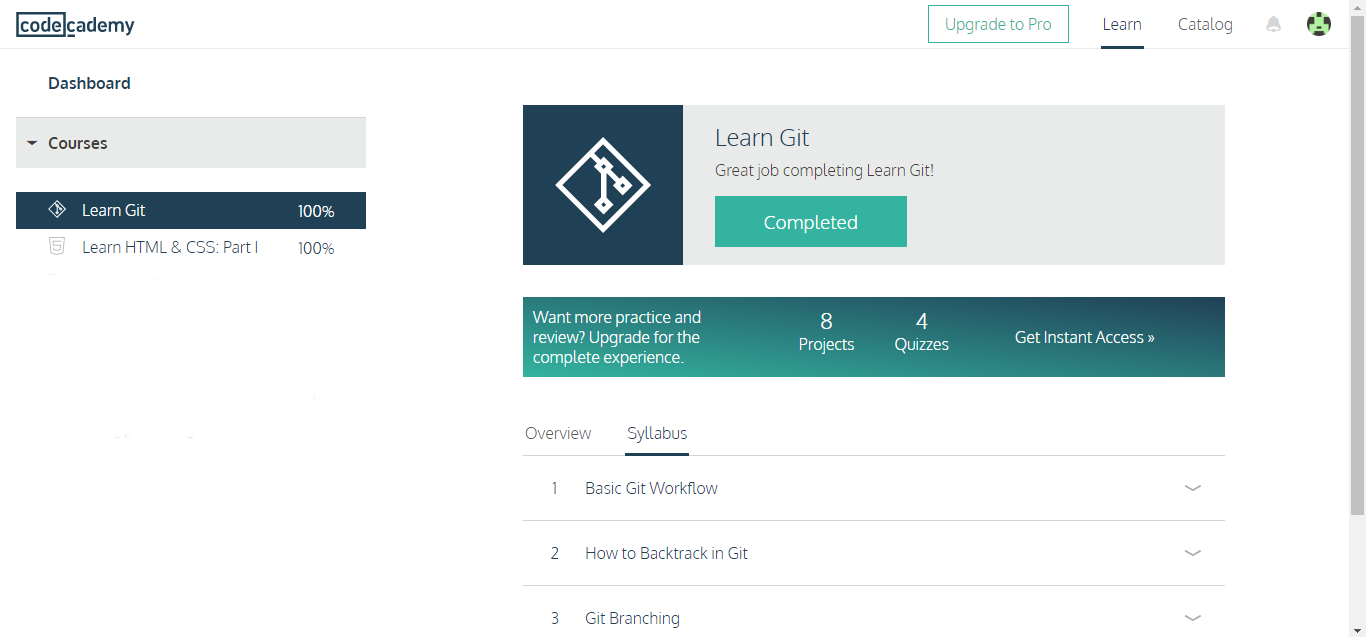 codecademy
Upgrade to Pro
Learn
Catalog
Dashboard
Courses
Learn Git 100%
Learn HTML & CSS: Part I 100%
Learn Git
Great job completing Learn Git!
Completed
Want more practice and
review? Upgrade for the
complete experience.
8
Projects
4
Quizzes
Get Instant Access »
Overview
Syllabus
1 Basic Git Workflow
2 How to Backtrack in Git
3 Git Branching